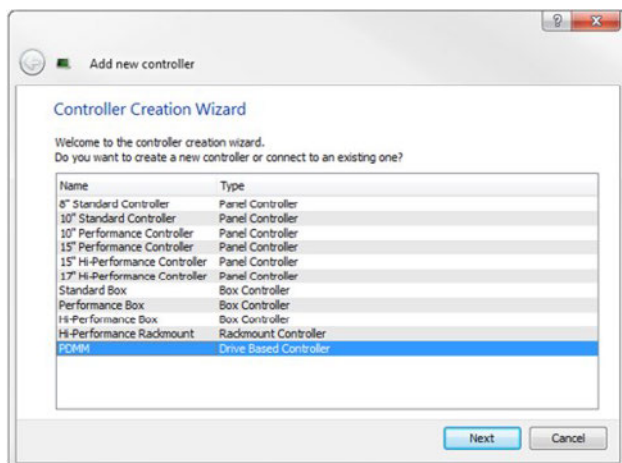 Add new controller
Controller Creation Wizard
Welcome to the controller creation wizard.
Do you want to create a new controller or connect to an existing one?
Name Type
8" Standard Controller Panel Controller
10" Standard Controller Panel Controller
10" Performance Controller Panel Controller
15" Performance Controller Panel Controller
15" Hi-Performance Controller Panel Controller
17" Hi-Performance Controller Panel Controller
Standard Box Box Controller
Performance Box Box Controller
Hi-Performance Box Box Controller
Hi-Performance Rackmount Rackmount Controller
PDMM Drive Based Controller
Next Cancel